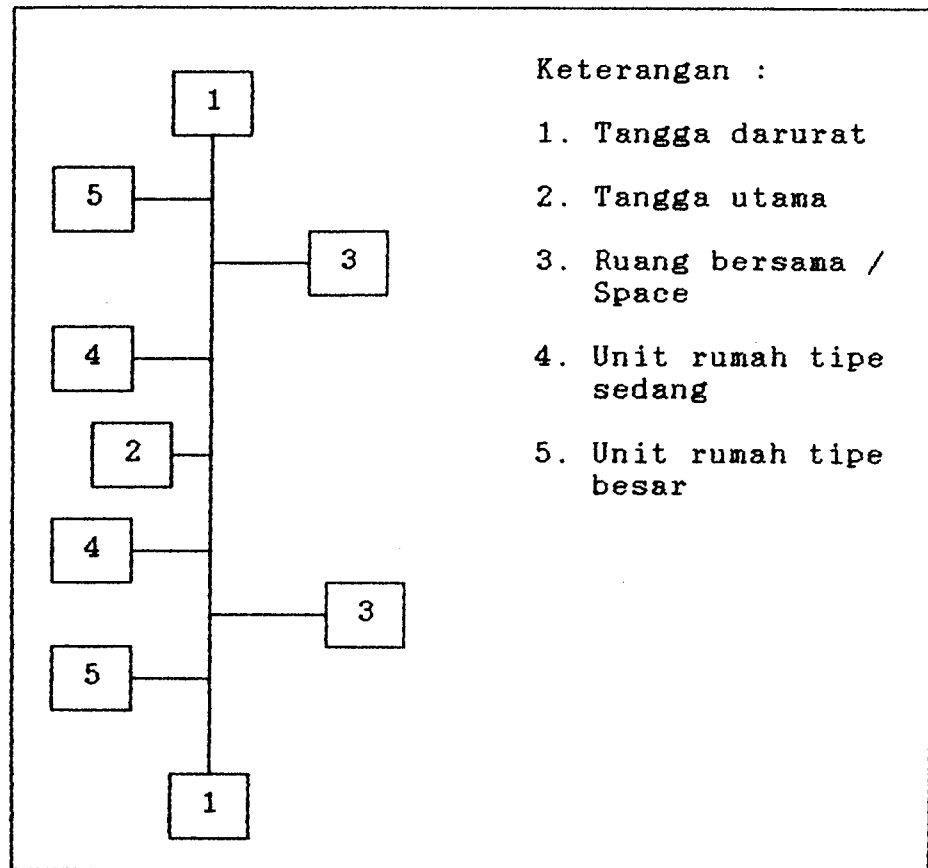 1
5
3
4
2
4
3
5
1
Keterangan :
1. Tangga darurat
2. Tangga utama
3. Ruang bersama /
Space
4. Unit rumah tipe
sedang
5. Unit rumah tipe
besar